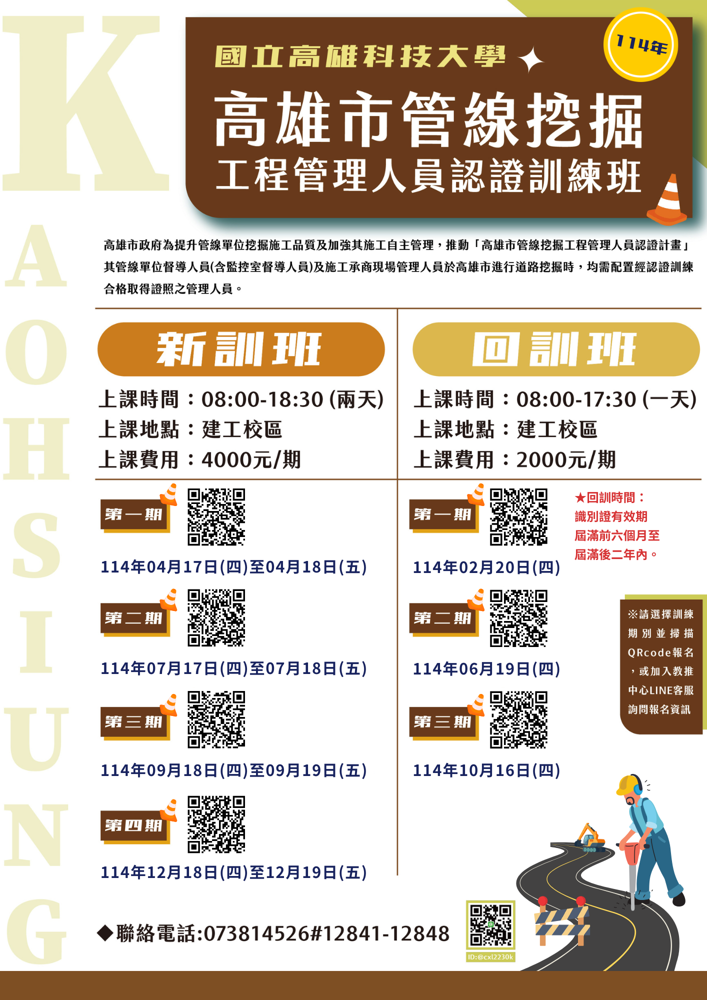 K
A
O
H
S
I
U
N
G
114年
國立高雄科技大學
高雄市管線挖掘
工程管理人員認證訓練班
高雄市政府為提升管線單位挖掘施工品質及加強其施工自主管理，推動「高雄市管線挖掘工程管理人員認證計畫」
其管線單位督導人員(含監控室督導人員)及施工承商現場管理人員於高雄市進行道路挖掘時，均需配置經認證訓練
合格取得證照之管理人員。
新訓班
上課時間：08:00-18:30 (兩天)
上課地點：建工校區
上課費用：4000元/期
第一期
114年04月17日(四)至04月18日(五)
第二期
114年07月17日(四)至07月18日(五)
第三期
114年09月18日(四)至09月19日(五)
第四期
114年12月18日(四)至12月19日(五)
回訓班
上課時間：08:00-17:30 (一天)
上課地點：建工校區
上課費用：2000元/期
第一期
114年02月20日(四)
第二期
114年06月19日(四)
第三期
114年10月16日(四)
★回訓時間：
識別證有效期
屆滿前六個月至
屆滿後二年內。
※請選擇訓練
期別並掃描
QRcode報名
，或加入教推
中心LINE客服
詢問報名資訊
◆聯絡電話:073814526#12841-12848
ID:@cxl2230k